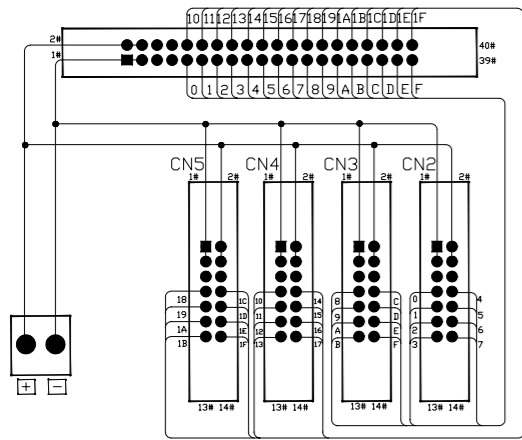 10 11 12 13 14 15 16 17 18 19 1A 1B 1C 1D 1E 1F
2# 40#
1# 39#
0 1 2 3 4 5 6 7 8 9 A B C D E F
CN5 CN4 CN3 CN2
1# 2# 1# 2# 1# 2# 1# 2#
18 1C 10 14 8 C 0 4
19 1D 11 15 9 D 1 5
1A 1E 12 16 A E 2 6
1B 1F 13 17 B F 3 7
+ −
13# 14# 13# 14# 13# 14# 13# 14#